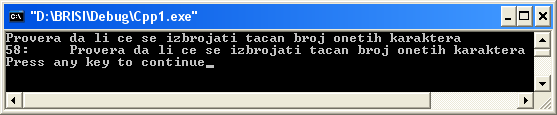 "D:\BRISI\Debug\Cpp1.exe"
Provera da li ce se izbrojati tacan broj onetih karaktera
58:     Provera da li ce se izbrojati tacan broj onetih karaktera
Press any key to continue_